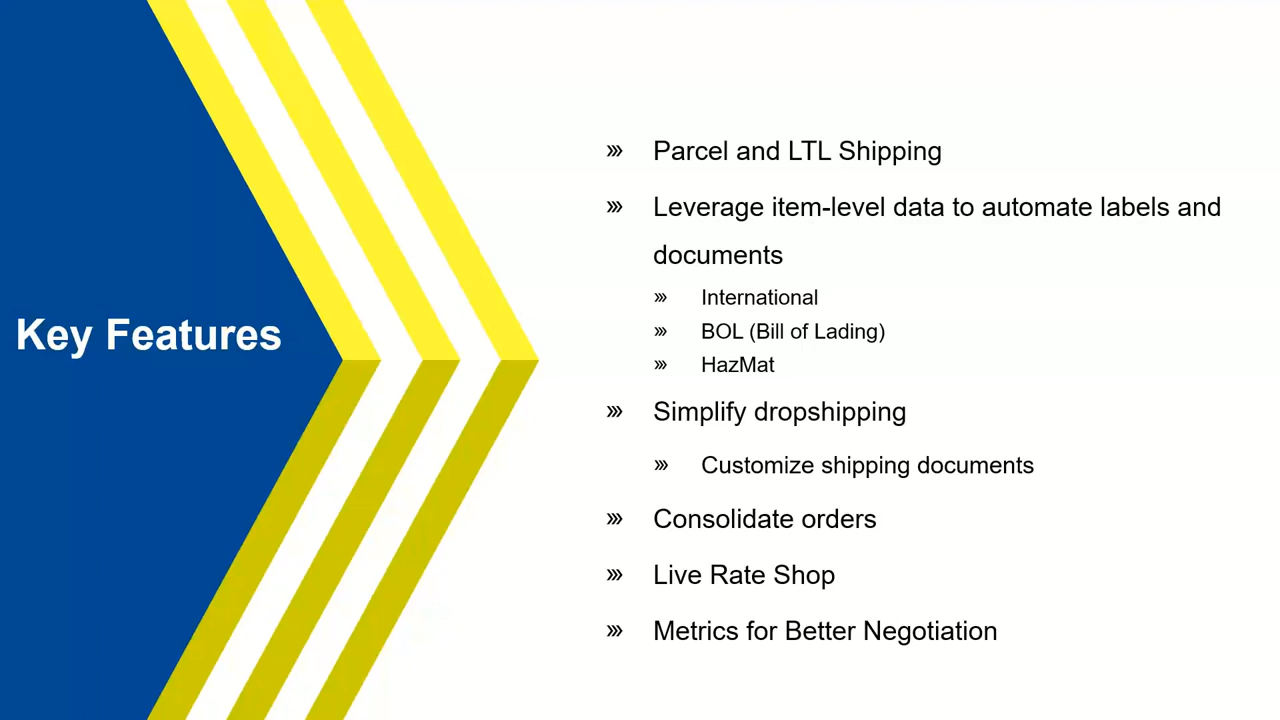 Key Features
Parcel and LTL Shipping
Leverage item-level data to automate labels and
documents
International
BOL (Bill of Lading)
HazMat
Simplify dropshipping
Customize shipping documents
Consolidate orders
Live Rate Shop
Metrics for Better Negotiation